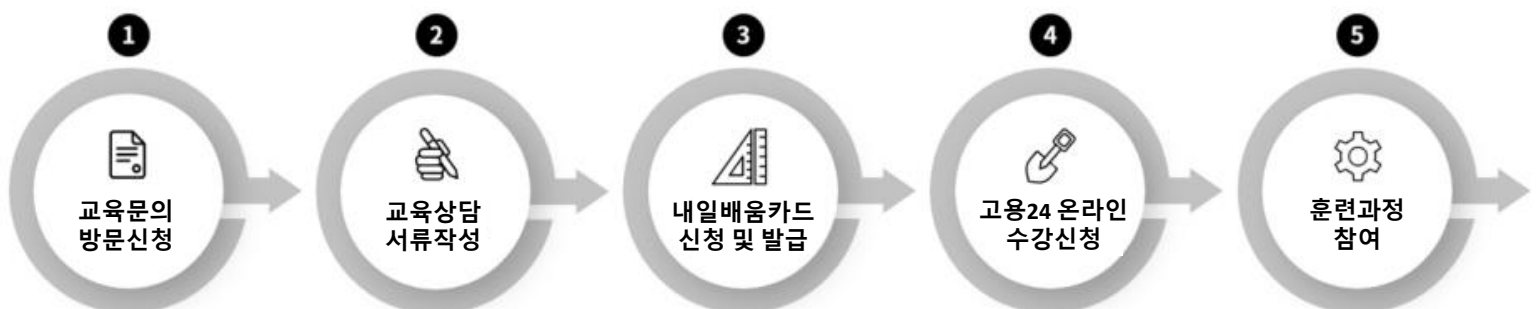 1
교육문의
방문신청
2
교육상담
서류작성
3
내일배움카드
신청 및 발급
4
고용24 온라인
수강신청
5
훈련과정
참여